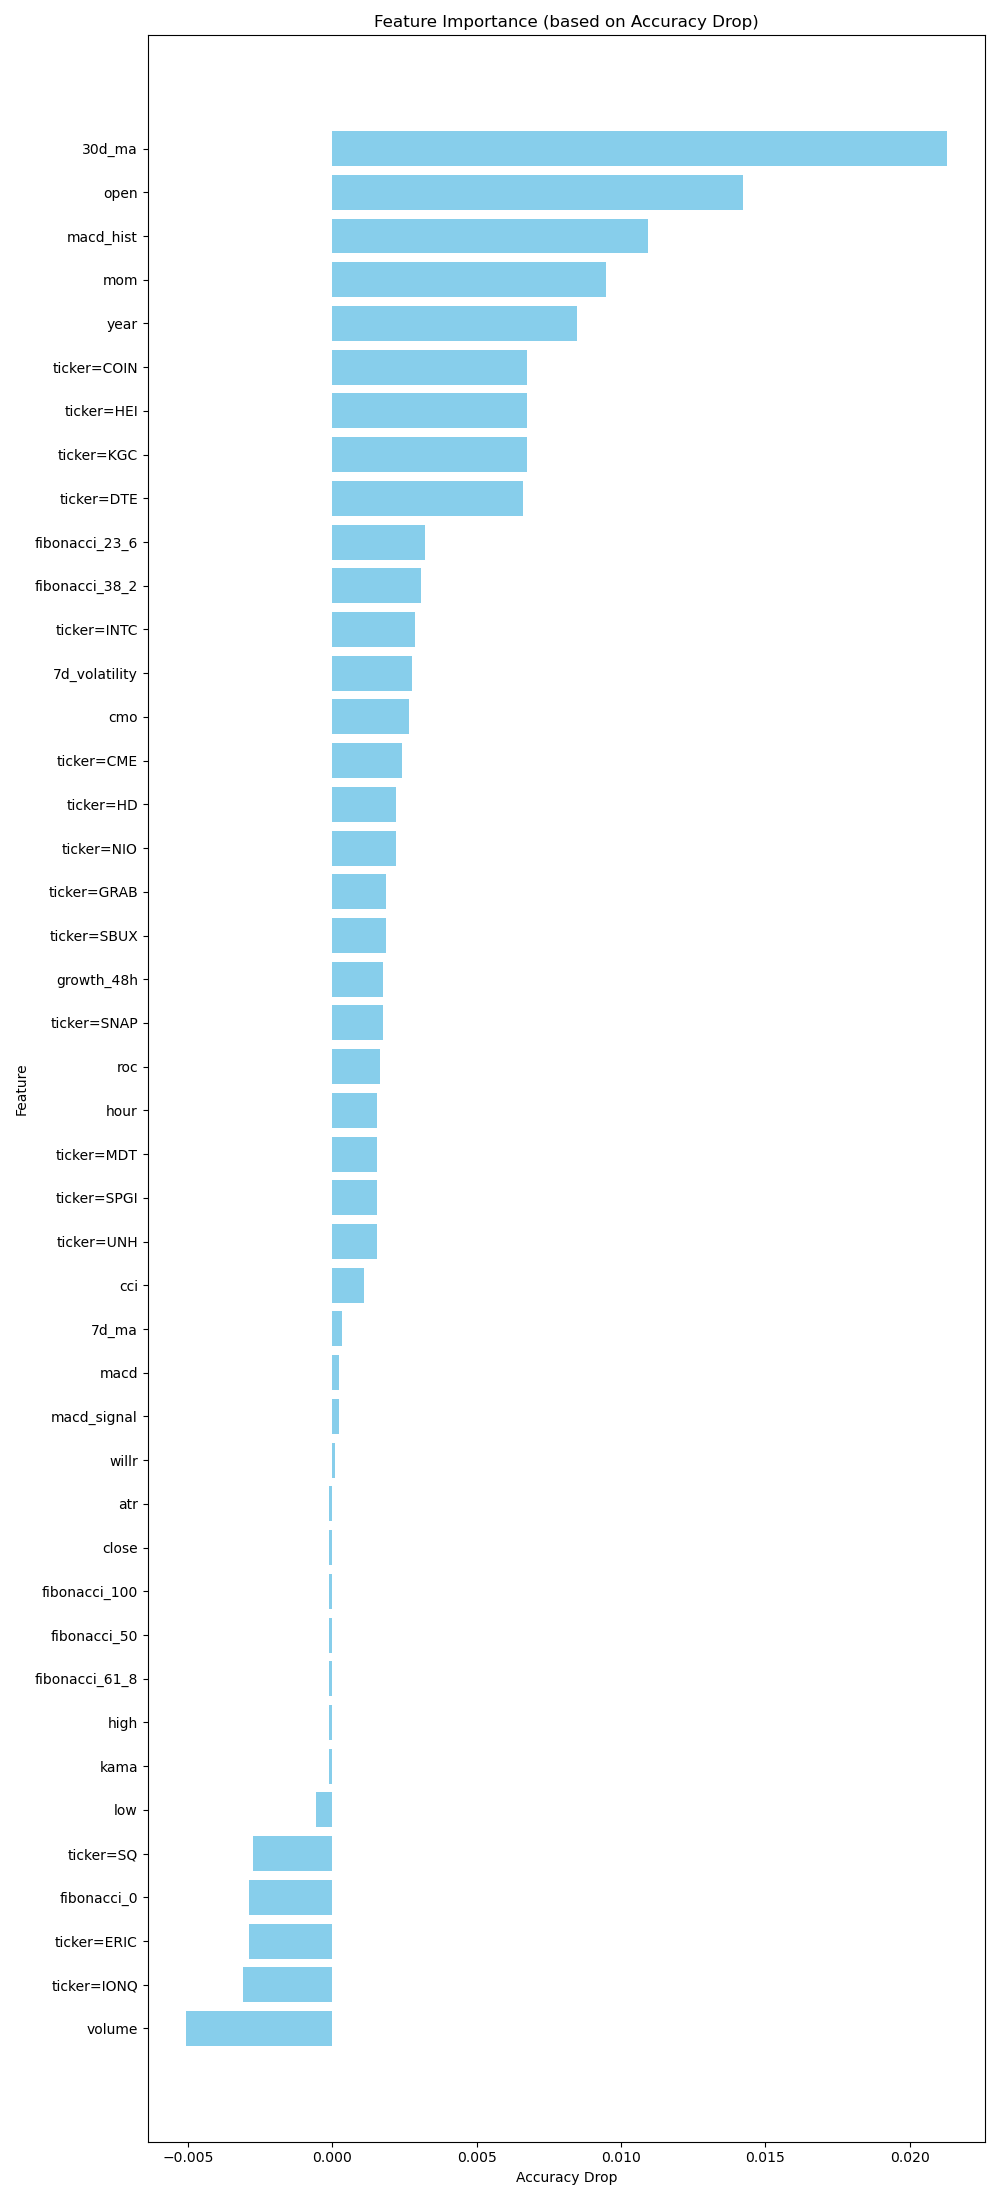 Feature Importance (based on Accuracy Drop)
30d_ma
open
macd_hist
mom
year
ticker=COIN
ticker=HEI
ticker=KGC
ticker=DTE
fibonacci_23_6
fibonacci_38_2
ticker=INTC
7d_volatility
cmo
ticker=CME
ticker=HD
ticker=NIO
ticker=GRAB
ticker=SBUX
growth_48h
ticker=SNAP
roc
hour
ticker=MDT
ticker=SPGI
ticker=UNH
cci
7d_ma
macd
macd_signal
willr
atr
close
fibonacci_100
fibonacci_50
fibonacci_61_8
high
kama
low
ticker=SQ
fibonacci_0
ticker=ERIC
ticker=IONQ
volume
Feature
−0.005 0.000 0.005 0.010 0.015 0.020
Accuracy Drop